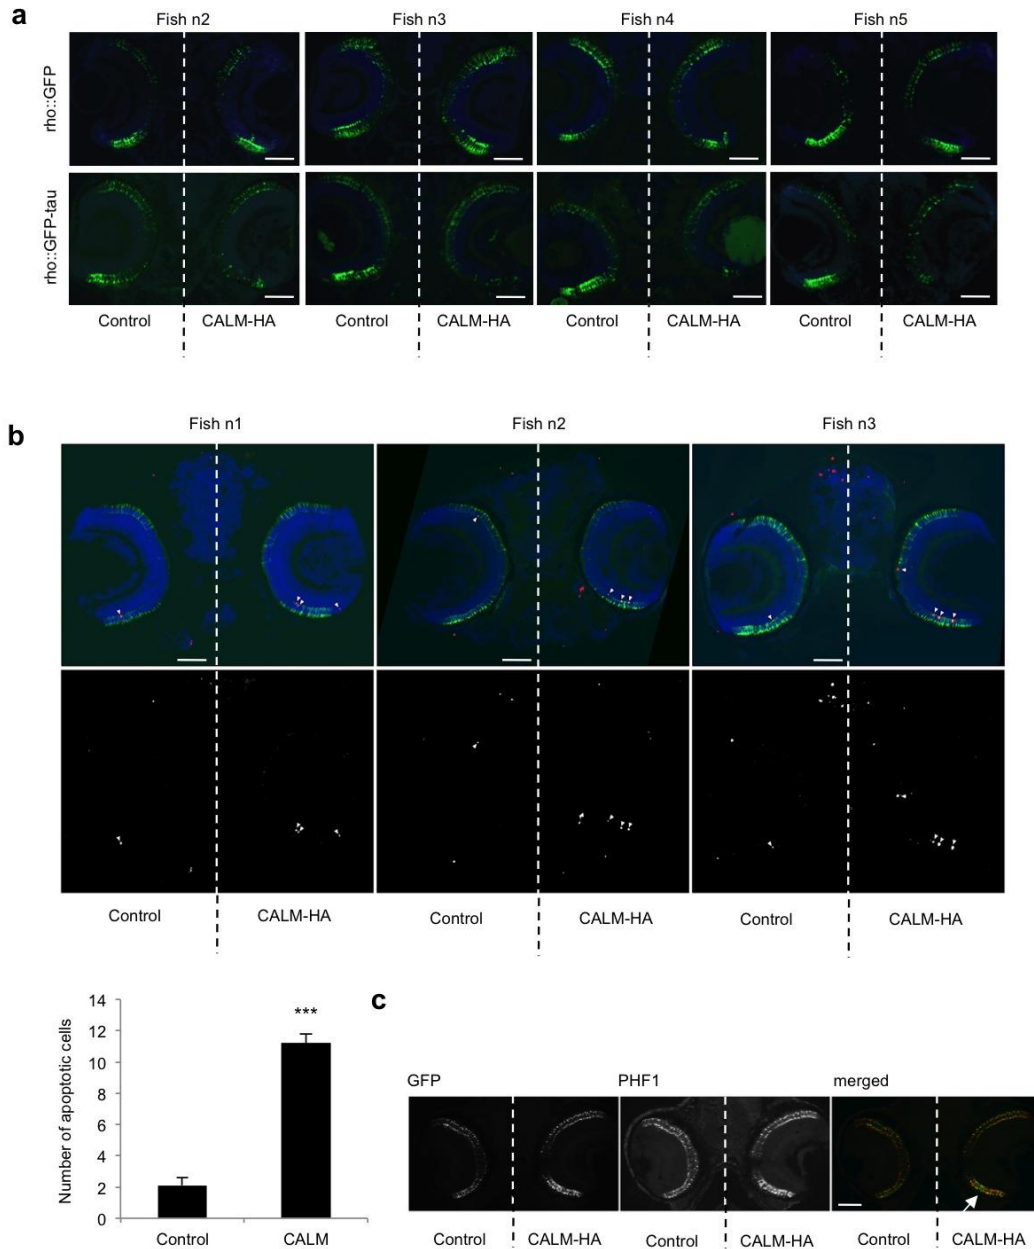 a
Fish n2 Fish n3 Fish n4 Fish n5
rho::GFP
rho::GFP-tau
Control CALM-HA Control CALM-HA Control CALM-HA Control CALM-HA
b
Fish n1 Fish n2 Fish n3
Control CALM-HA Control CALM-HA Control CALM-HA
Number of apoptotic cells
14
12
10
8
6
4
2
0
***
Control CALM
c
GFP PHF1 merged
Control CALM-HA Control CALM-HA Control CALM-HA